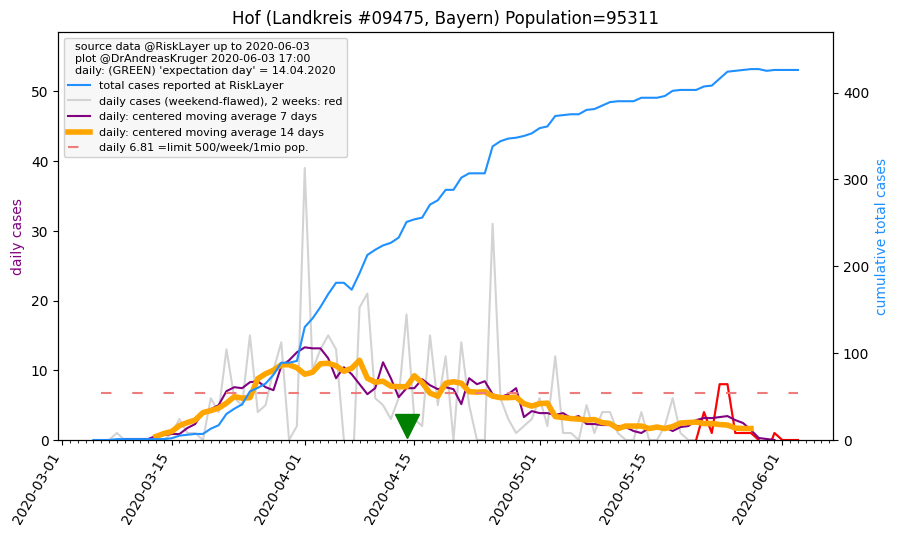 Hof (Landkreis #09475, Bayern) Population=95311
source data @RiskLayer up to 2020-06-03
plot @DrAndreasKruger 2020-06-03 17:00
daily: (GREEN) 'expectation day' = 14.04.2020
total cases reported at RiskLayer
daily cases (weekend-flawed), 2 weeks: red
daily: centered moving average 7 days
daily: centered moving average 14 days
daily 6.81 =limit 500/week/1mio pop.
daily cases
50
40
30
20
10
0
cumulative total cases
400
300
200
100
0
2020-03-01
2020-03-15
2020-04-01
2020-04-15
2020-05-01
2020-05-15
2020-06-01